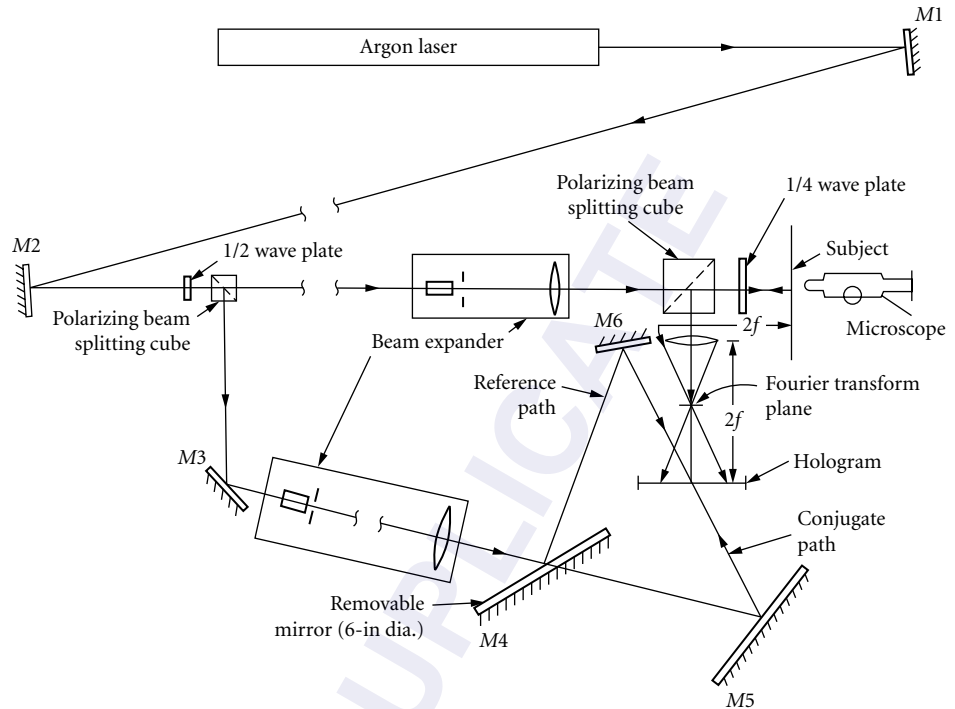 M1
Argon laser
Polarizing beam
splitting cube
1/4 wave plate
M2
1/2 wave plate
Subject
Polarizing beam
splitting cube
Beam expander
M6
2f
Microscope
Reference
path
Fourier transform
plane
2f
M3
Hologram
Conjugate
path
Removable
mirror (6-in dia.)
M4
M5
UPLICATE